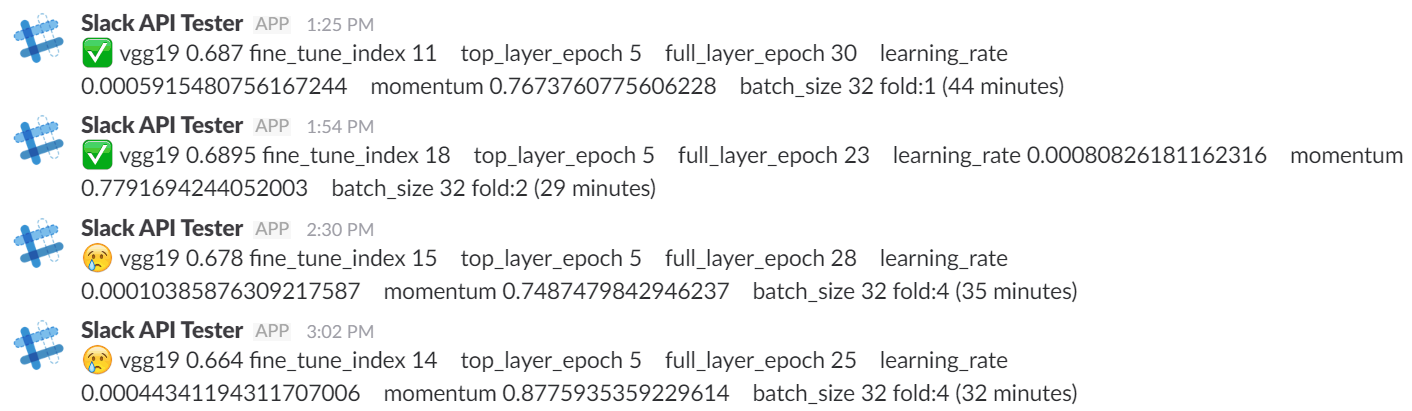 Slack API Tester APP 1:25 PM
✅ vgg19 0.687 fine_tune_index 11 top_layer_epoch 5 full_layer_epoch 30 learning_rate
0.0005915480756167244 momentum 0.7673760775606228 batch_size 32 fold:1 (44 minutes)
Slack API Tester APP 1:54 PM
✅ vgg19 0.6895 fine_tune_index 18 top_layer_epoch 5 full_layer_epoch 23 learning_rate 0.00080826181162316 momentum
0.7791694244052003 batch_size 32 fold:2 (29 minutes)
Slack API Tester APP 2:30 PM
😢 vgg19 0.678 fine_tune_index 15 top_layer_epoch 5 full_layer_epoch 28 learning_rate
0.00010385876309217587 momentum 0.7487479842946237 batch_size 32 fold:4 (35 minutes)
Slack API Tester APP 3:02 PM
😢 vgg19 0.664 fine_tune_index 14 top_layer_epoch 5 full_layer_epoch 25 learning_rate
0.00044341194311707006 momentum 0.8775935359229614 batch_size 32 fold:4 (32 minutes)